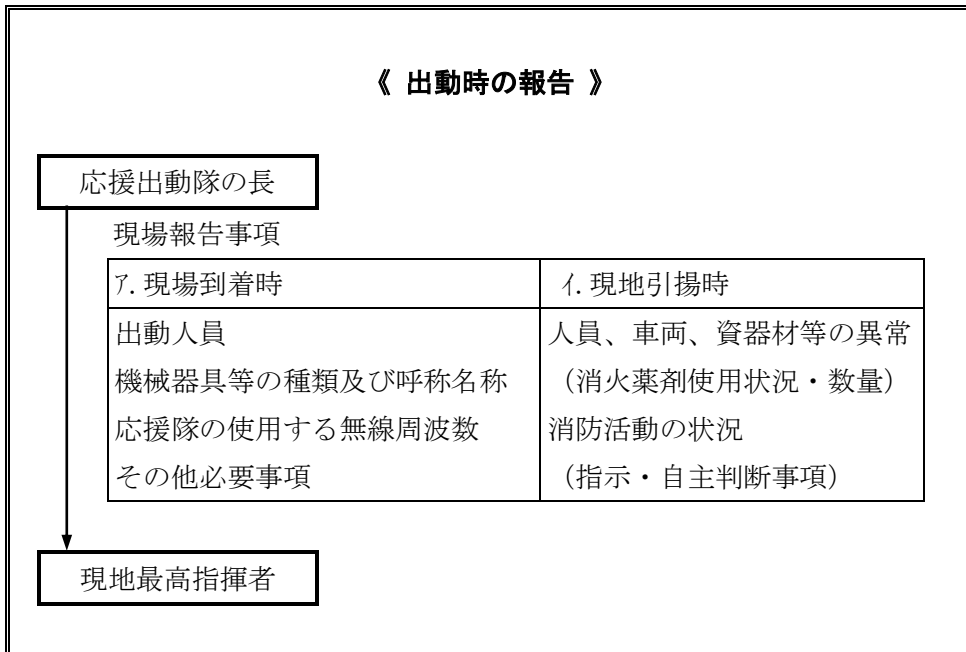 《 出動時の報告 》
応援出動隊の長
現場報告事項
ｱ. 現場到着時
出動人員
機械器具等の種類及び呼称名称
応援隊の使用する無線周波数
その他必要事項
ｲ. 現地引揚時
人員、車両、資器材等の異常
（消火薬剤使用状況・数量）
消防活動の状況
（指示・自主判断事項）
現地最高指揮者